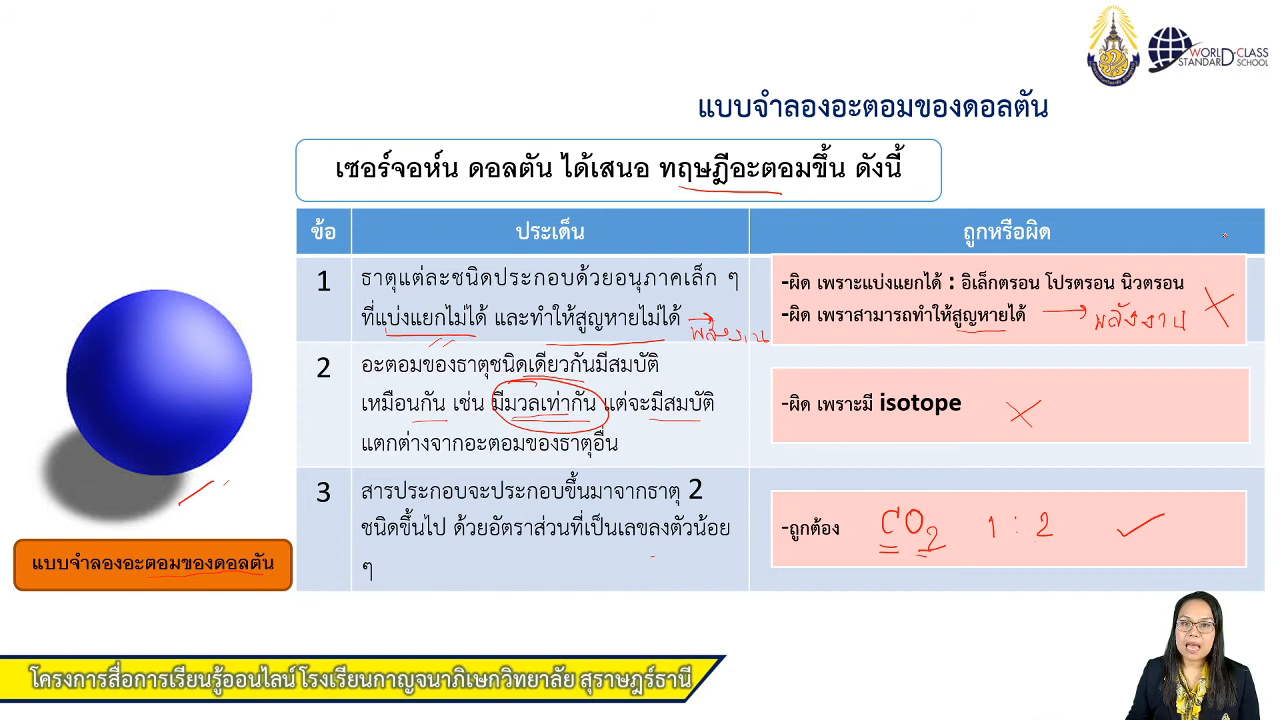 WORLD-CLASS
STANDARD SCHOOL
แบบจำลองอะตอมของดอลตัน
เซอร์จอห์น ดอลตัน ได้เสนอ ทฤษฎีอะตอมขึ้น ดังนี้
ข้อ ประเด็น ถูกหรือผิด
1 ธาตุแต่ละชนิดประกอบด้วยอนุภาคเล็ก ๆ
ที่แบ่งแยกไม่ได้ และทำให้สูญหายไม่ได้ พลังงาน
-ผิด เพราะแบ่งแยกได้ : อิเล็กตรอน โปรตรอน นิวตรอน
-ผิด เพราสามารถทำให้สูญหายได้ พลังงาน
2 อะตอมของธาตุชนิดเดียวกันมีสมบัติ
เหมือนกัน เช่น มีมวลเท่ากัน แต่จะมีสมบัติ
แตกต่างจากอะตอมของธาตุอื่น
-ผิด เพราะมี isotope
3 สารประกอบจะประกอบขึ้นมาจากธาตุ 2
ชนิดขึ้นไป ด้วยอัตราส่วนที่เป็นเลขลงตัวน้อย
ๆ
-ถูกต้อง CO2 1 : 2
แบบจำลองอะตอมของดอลตัน
โครงการสื่อการเรียนรู้ออนไลน์ โรงเรียนกาญจนาภิเษกวิทยาลัย สุราษฎร์ธานี